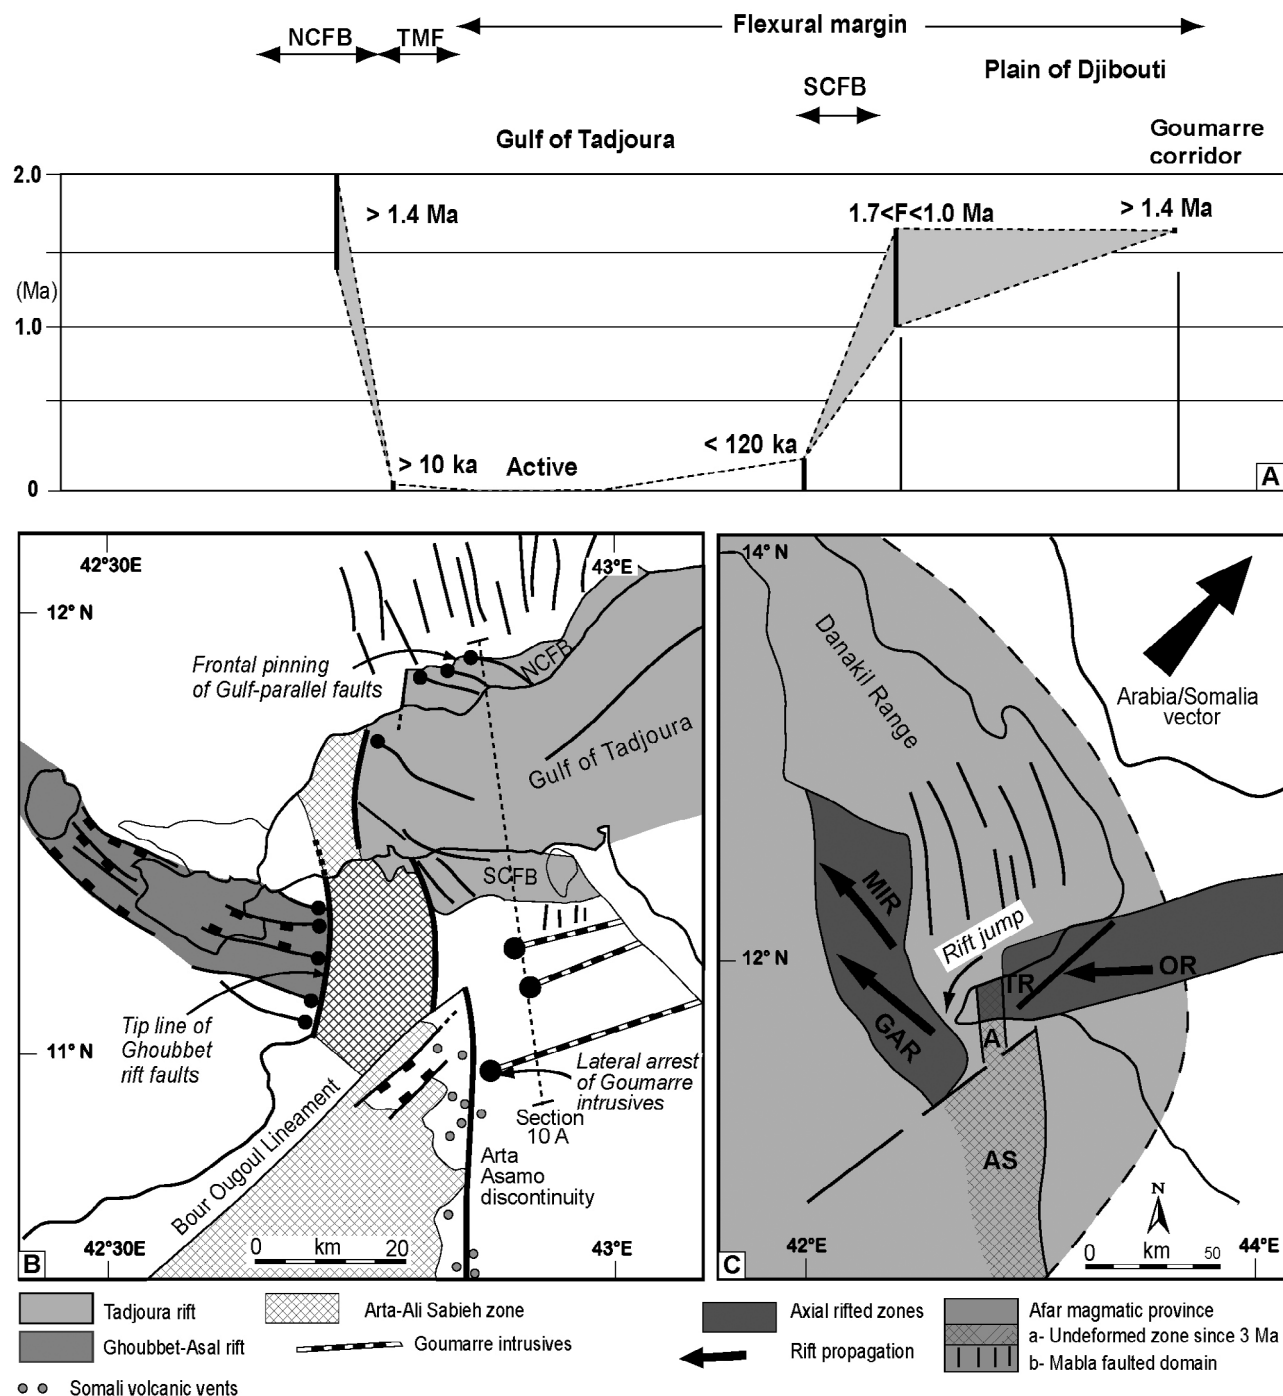 Flexural margin
NCFB
TMF
Plain of Djibouti
SCFB
Gulf of Tadjoura
Goumarre
corridor
2.0
> 1.4 Ma
1.7<F<1.0 Ma
> 1.4 Ma
(Ma)
1.0
> 10 ka
Active
< 120 ka
0
A
42°30E
43°E
12° N
Frontal pinning
of Gulf-parallel faults
NCFB
Gulf of Tadjoura
SCFB
Tip line of
Ghoubbet
rift faults
11° N
Lateral arrest
of Goumarre
intrusives
Section
10 A
Bour Ougoul Lineament
Arta
Asamo
discontinuity
0 km 20
42°30E
43°E
B
14° N
Danakil Range
Arabia/Somalia
vector
MIR
Rift jump
12° N
TR
OR
GAR
A
AS
N
0 km 50
42°E
44°E
C
Tadjoura rift
Arta-Ali Sabieh zone
Ghoubbet-Asal rift
Goumarre intrusives
Somali volcanic vents
Axial rifted zones
Rift propagation
Afar magmatic province
a- Undeformed zone since 3 Ma
b- Mabla faulted domain